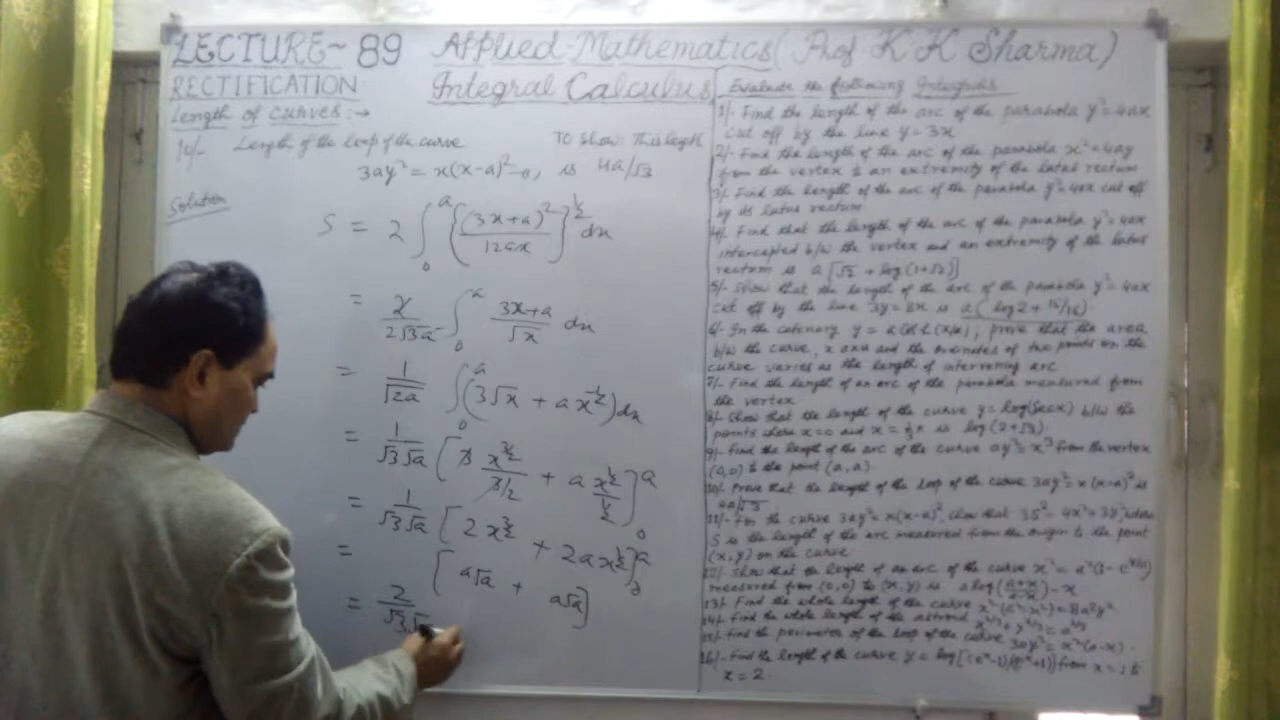 LECTURE~89 Applied Mathematics (Prof K K Sharma)
RECTIFICATION Integral Calculus
Length of curves :→
10/- Length of the loop of the curve To Show This length
3ay² = x(x-a)² is 4a/√3
Solution
S = 2 ∫₀ᵃ {(3x+a)²/12ax}^½ dx
= 2/2√3a ∫₀ᵃ 3x+a/√x dx
= 1/√2a ∫₀ᵃ (3√x + a x^-½) dx
= 1/√3√a [3 x^3/2/3/2 + a x^½/½]₀ᵃ
= 1/√3√a [2x^3/2 + 2ax^½]₀ᵃ
= [a√a + a√a]
= 2/√3√
Evaluate the following Integrals
1/- Find the length of the arc of the parabola y² = 4ax
cut off by the line y = 3x
2/- Find the length of the arc of the parabola x² = 4ay
from the vertex to an extremity of the latus rectum
3/- Find the length of the arc of the parabola y² = 4ax cut off
by its latus rectum
4/- Find that the length of the arc of the parabola y² = 4ax
intercepted b/w the vertex and an extremity of the latus
rectum is a[√2 + log(1+√2)]
5/- Show that the length of the arc of the parabola y² = 4ax
cut off by the line 3y = 8x is a(log2 + 15/16)
6/- In the catenary y = a Cosh(x/a), prove that the area
b/w the curve, x axis and the ordinates of two points on the
curve varies as the length of intervening arc
7/- Find the length of an arc of the parabola measured from
the vertex
8/- Show that the length of the curve y = log(Secx) b/w the
points where x = 0 and x = ⅓π is log(2+√3)
9/- Find the length of the arc of the curve ay² = x³ from the vertex
(0,0) to the point (a,a)
10/- Prove that the length of the loop of the curve 3ay² = x(x-a)² is
4a/√3
11/- For the curve 3ay² = x(x-a)², show that 3S² = 4x² + 3y², where
S is the length of the arc measured from the origin to the point
(x,y) on the curve
12/- Show that the length of an arc of the curve x² = a²(1-e^y/a)
measured from (0,0) to (x,y) is a log(a+x/a-x) - x
13/- Find the whole length of the curve x²(a²-x²) = 8a²y²
14/- Find the whole length of the astroid x^2/3 + y^2/3 = a^2/3
15/- Find the perimeter of the loop of the curve 3ay² = x²(a-x)
16/- Find the length of the curve y = log[(e^x-1)/(e^x+1)] from x = 1 to
x = 2